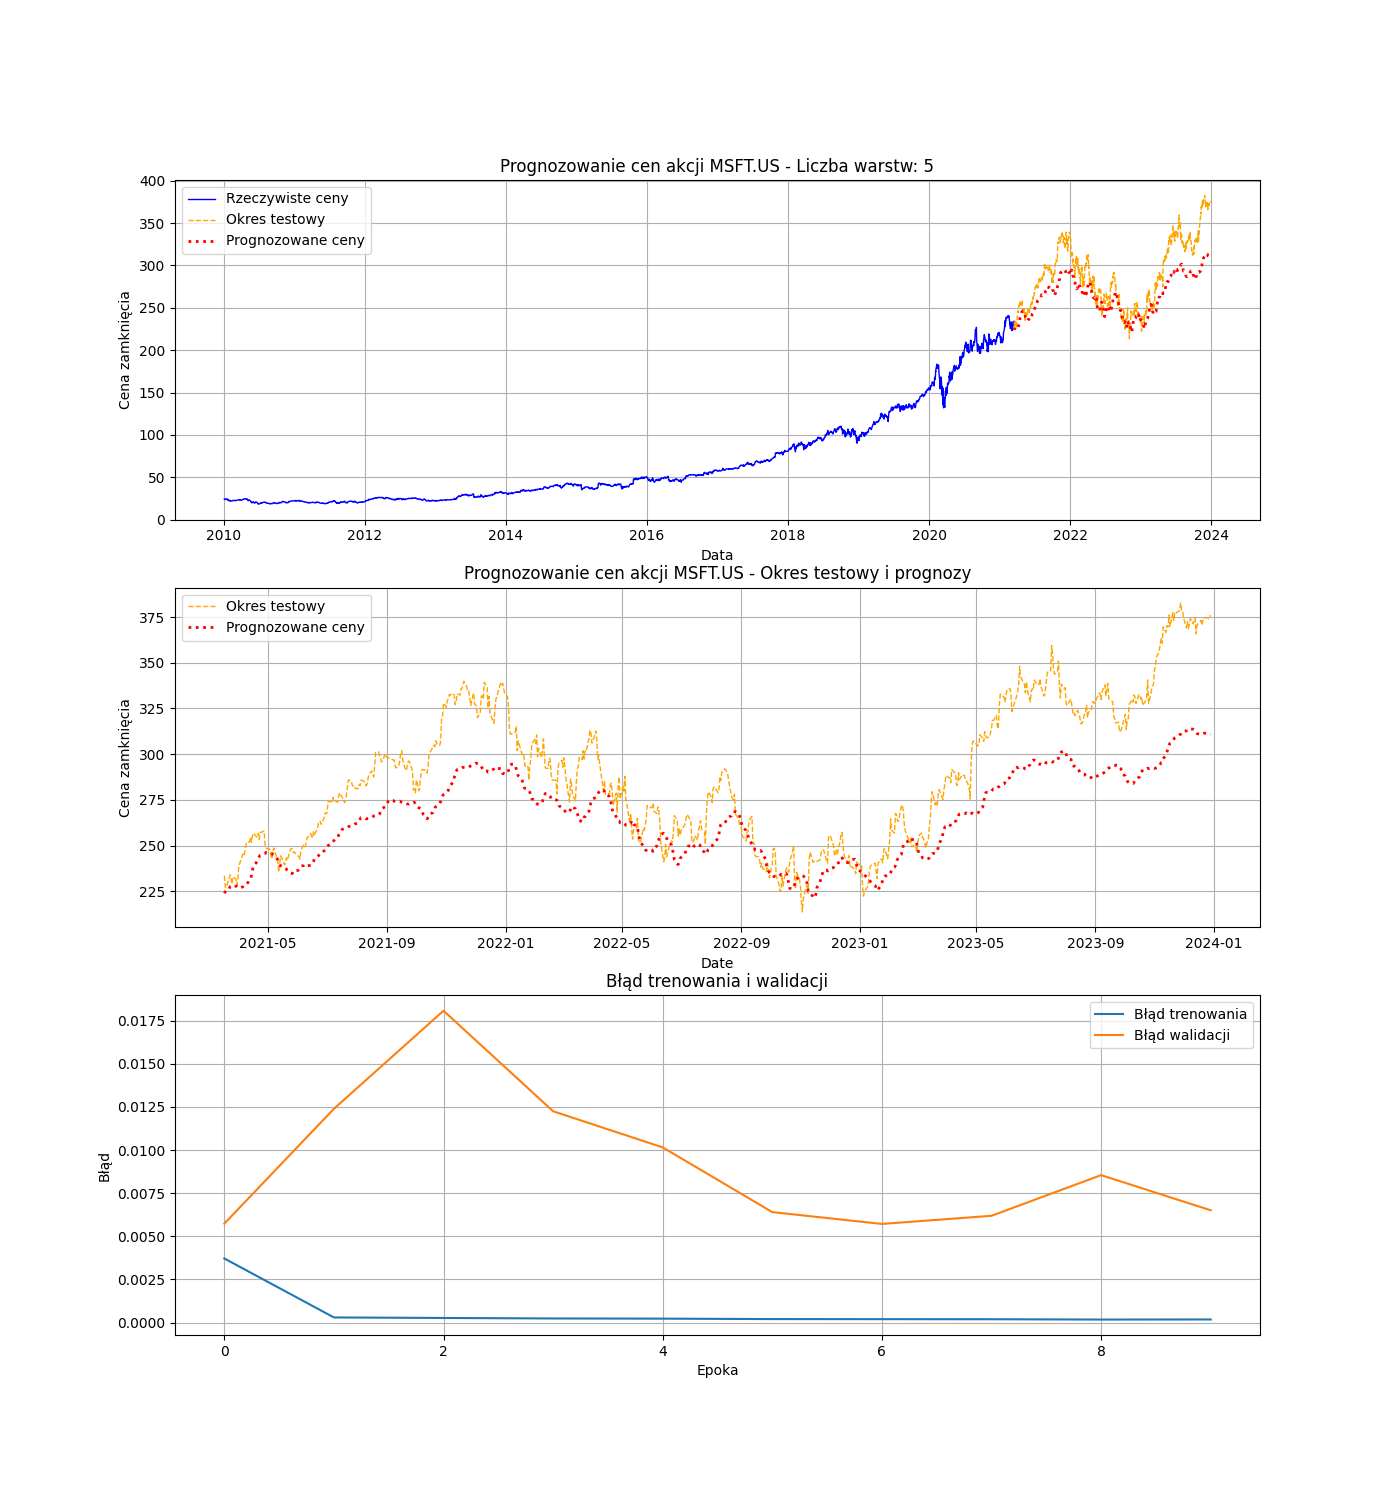 Prognozowanie cen akcji MSFT.US - Liczba warstw: 5
400
350
300
250
200
150
100
50
0
Cena zamknięcia
Rzeczywiste ceny
Okres testowy
Prognozowane ceny
2010 2012 2014 2016 2018 2020 2022 2024
Data
Prognozowanie cen akcji MSFT.US - Okres testowy i prognozy
375
350
325
300
275
250
225
Cena zamknięcia
Okres testowy
Prognozowane ceny
2021-05 2021-09 2022-01 2022-05 2022-09 2023-01 2023-05 2023-09 2024-01
Date
Błąd trenowania i walidacji
0.0175
0.0150
0.0125
0.0100
0.0075
0.0050
0.0025
0.0000
Błąd
Błąd trenowania
Błąd walidacji
0 2 4 6 8
Epoka